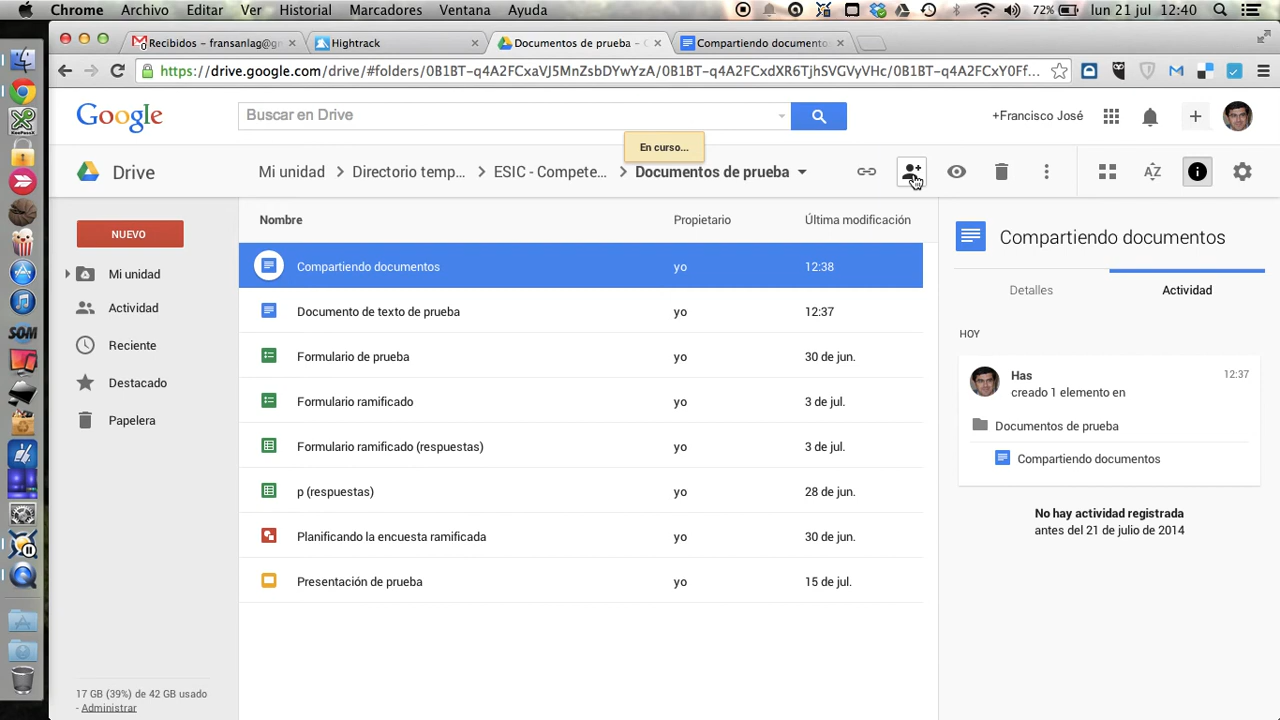 Chrome Archivo Editar Ver Historial Marcadores Ventana Ayuda 72% lun 21 jul 12:40
Recibidos – fransanlag@g
Hightrack
Documentos de prueba –
Compartiendo documento
https://drive.google.com/drive/#folders/0B1BT-q4A2FCxaVJ5MnZsbDYwYzA/0B1BT-q4A2FCxdXR6TjhSVGVyVHc/0B1BT-q4A2FCxY0Ff...
Google
Buscar en Drive
+Francisco José
En curso...
Drive
Mi unidad > Directorio temp... > ESIC - Compete... > Documentos de prueba
NUEVO
Mi unidad
Actividad
Reciente
Destacado
Papelera
17 GB (39%) de 42 GB usado
- Administrar
Nombre Propietario Última modificación
Compartiendo documentos yo 12:38
Documento de texto de prueba yo 12:37
Formulario de prueba yo 30 de jun.
Formulario ramificado yo 3 de jul.
Formulario ramificado (respuestas) yo 3 de jul.
p (respuestas) yo 28 de jun.
Planificando la encuesta ramificada yo 30 de jun.
Presentación de prueba yo 15 de jul.
Compartiendo documentos
Detalles Actividad
HOY
Has 12:37
creado 1 elemento en
Documentos de prueba
Compartiendo documentos
No hay actividad registrada
antes del 21 de julio de 2014
SOM